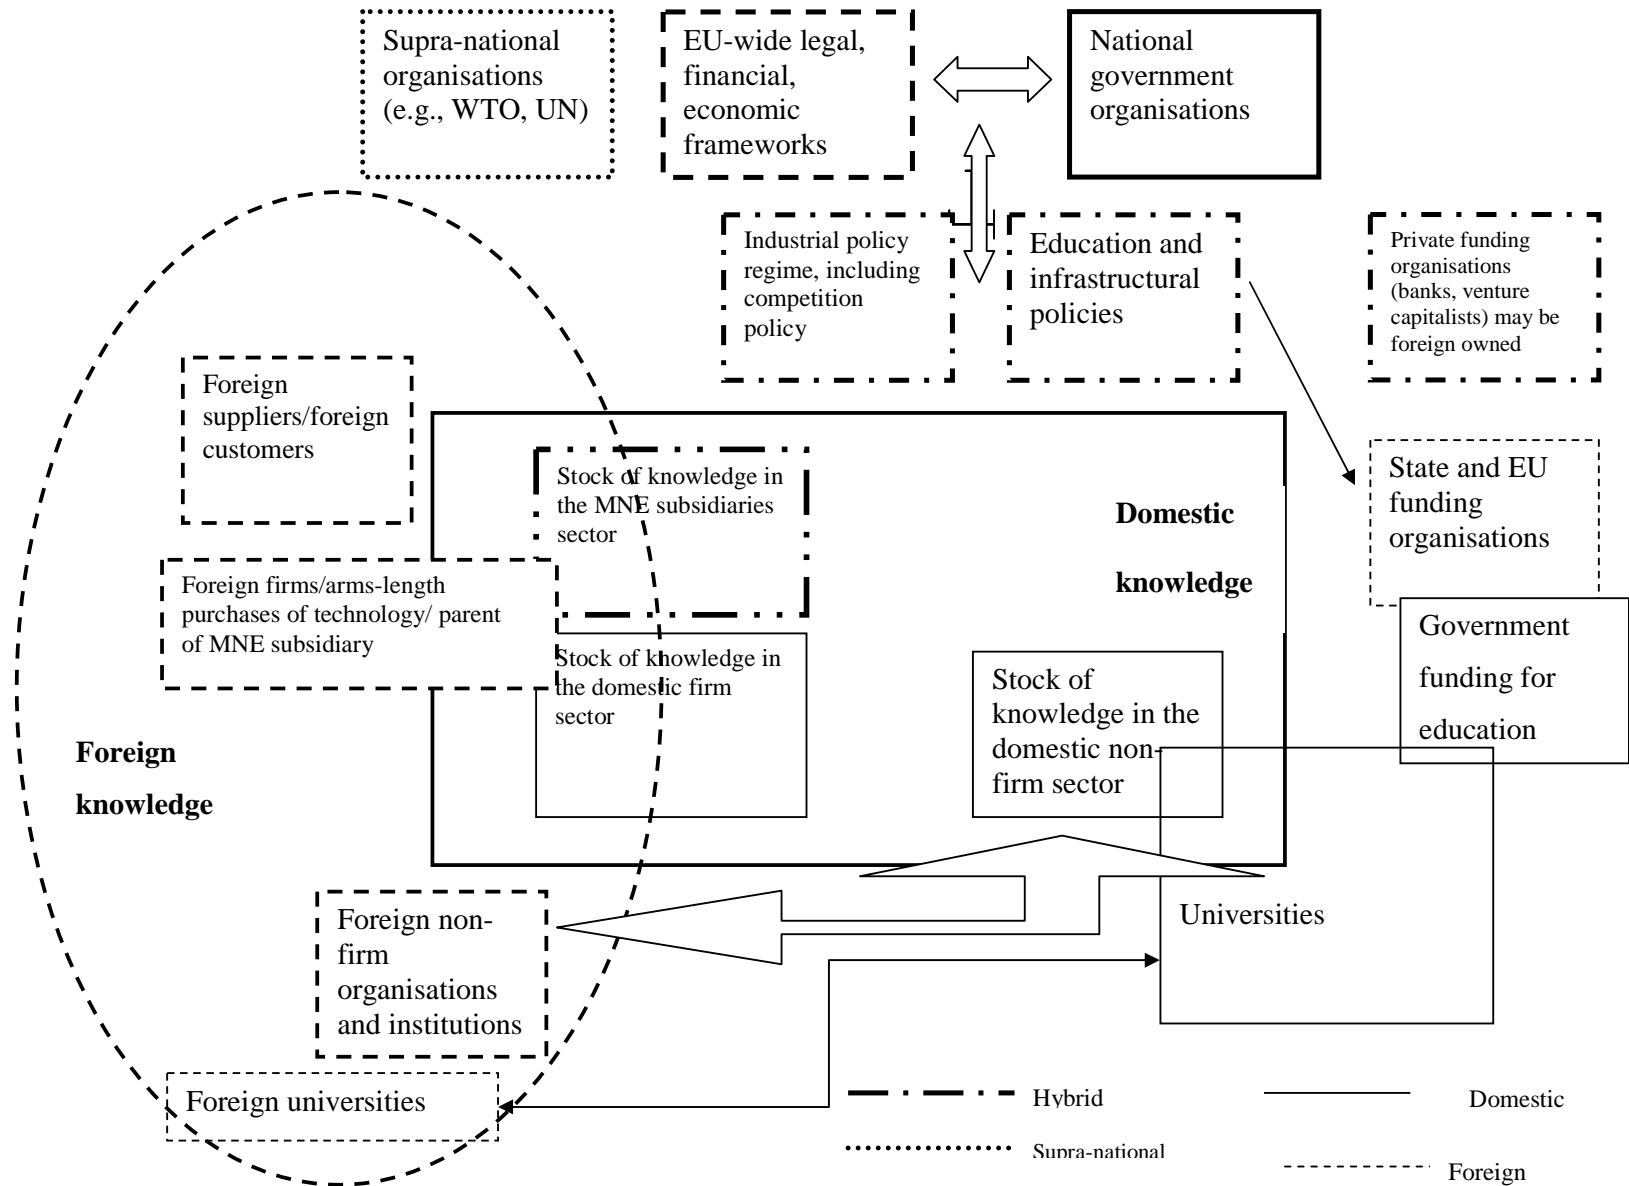 Supra-national
organisations
(e.g., WTO, UN)
EU-wide legal,
financial,
economic
frameworks
National
government
organisations
Industrial policy
regime, including
competition
policy
Education and
infrastructural
policies
Private funding
organisations
(banks, venture
capitalists) may be
foreign owned
Foreign
suppliers/foreign
customers
Stock of knowledge in
the MNE subsidiaries
sector
Domestic
knowledge
State and EU
funding
organisations
Foreign firms/arms-length
purchases of technology/ parent
of MNE subsidiary
Government
funding for
education
Stock of knowledge in
the domestic firm
sector
Stock of
knowledge in the
domestic non-
firm sector
Foreign
knowledge
Universities
Foreign non-
firm
organisations
and institutions
Foreign universities
Hybrid
Domestic
Supra-national
Foreign